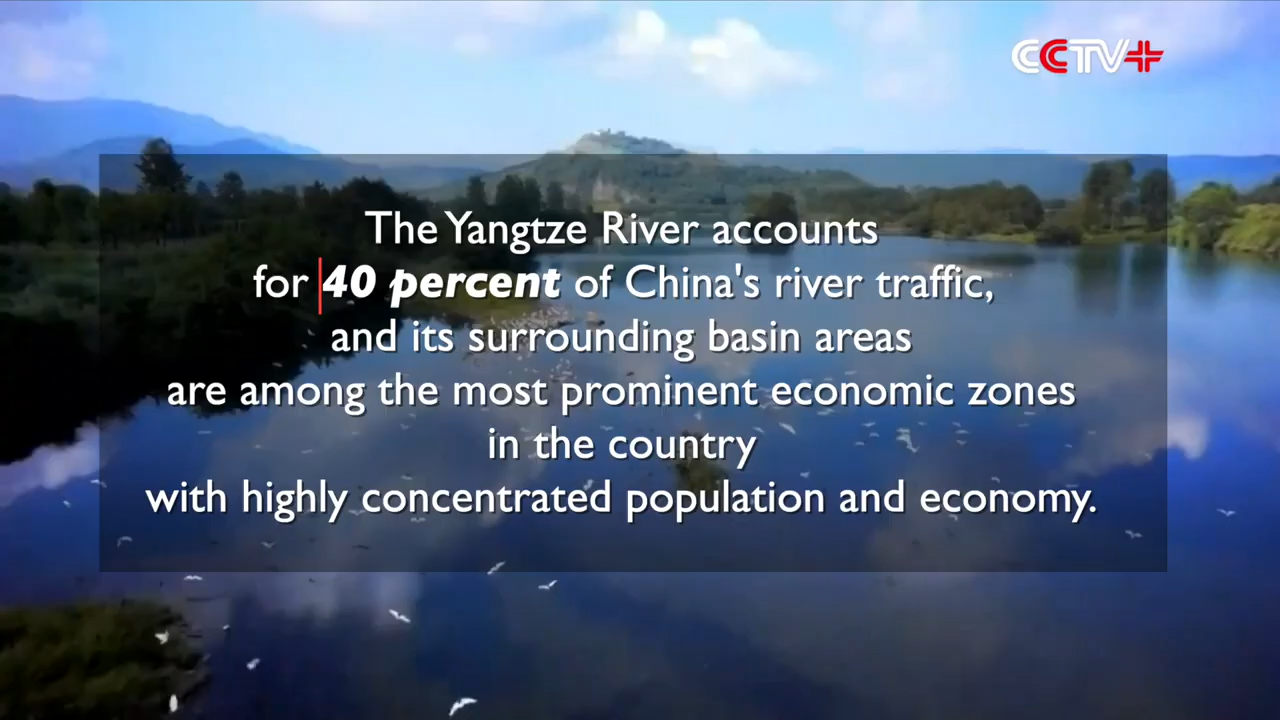 CCTV+
The Yangtze River accounts
for 40 percent of China's river traffic,
and its surrounding basin areas
are among the most prominent economic zones
in the country
with highly concentrated population and economy.